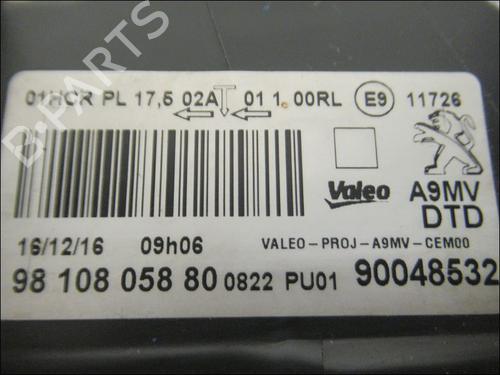 B-PARTS
01HCR PL 17,5 02A 01 1.00RL E9 11726
Valeo A9MV
DTD
16/12/16 09h06 VALEO-PROJ-A9MV-CEM00
98 108 058 80 0822 PU01 90048532